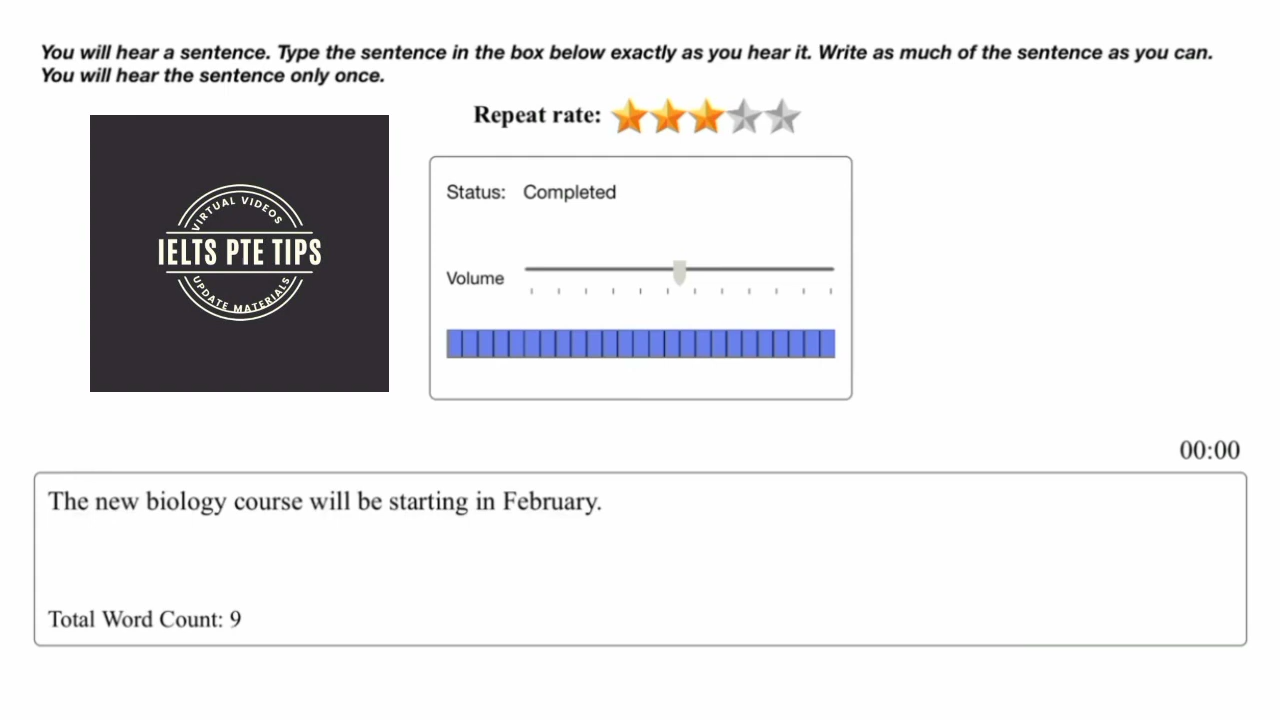 You will hear a sentence. Type the sentence in the box below exactly as you hear it. Write as much of the sentence as you can.
You will hear the sentence only once.
Repeat rate:
VIRTUAL VIDEOS
IELTS PTE TIPS
UPDATE MATERIALS
Status: Completed
Volume
00:00
The new biology course will be starting in February.
Total Word Count: 9